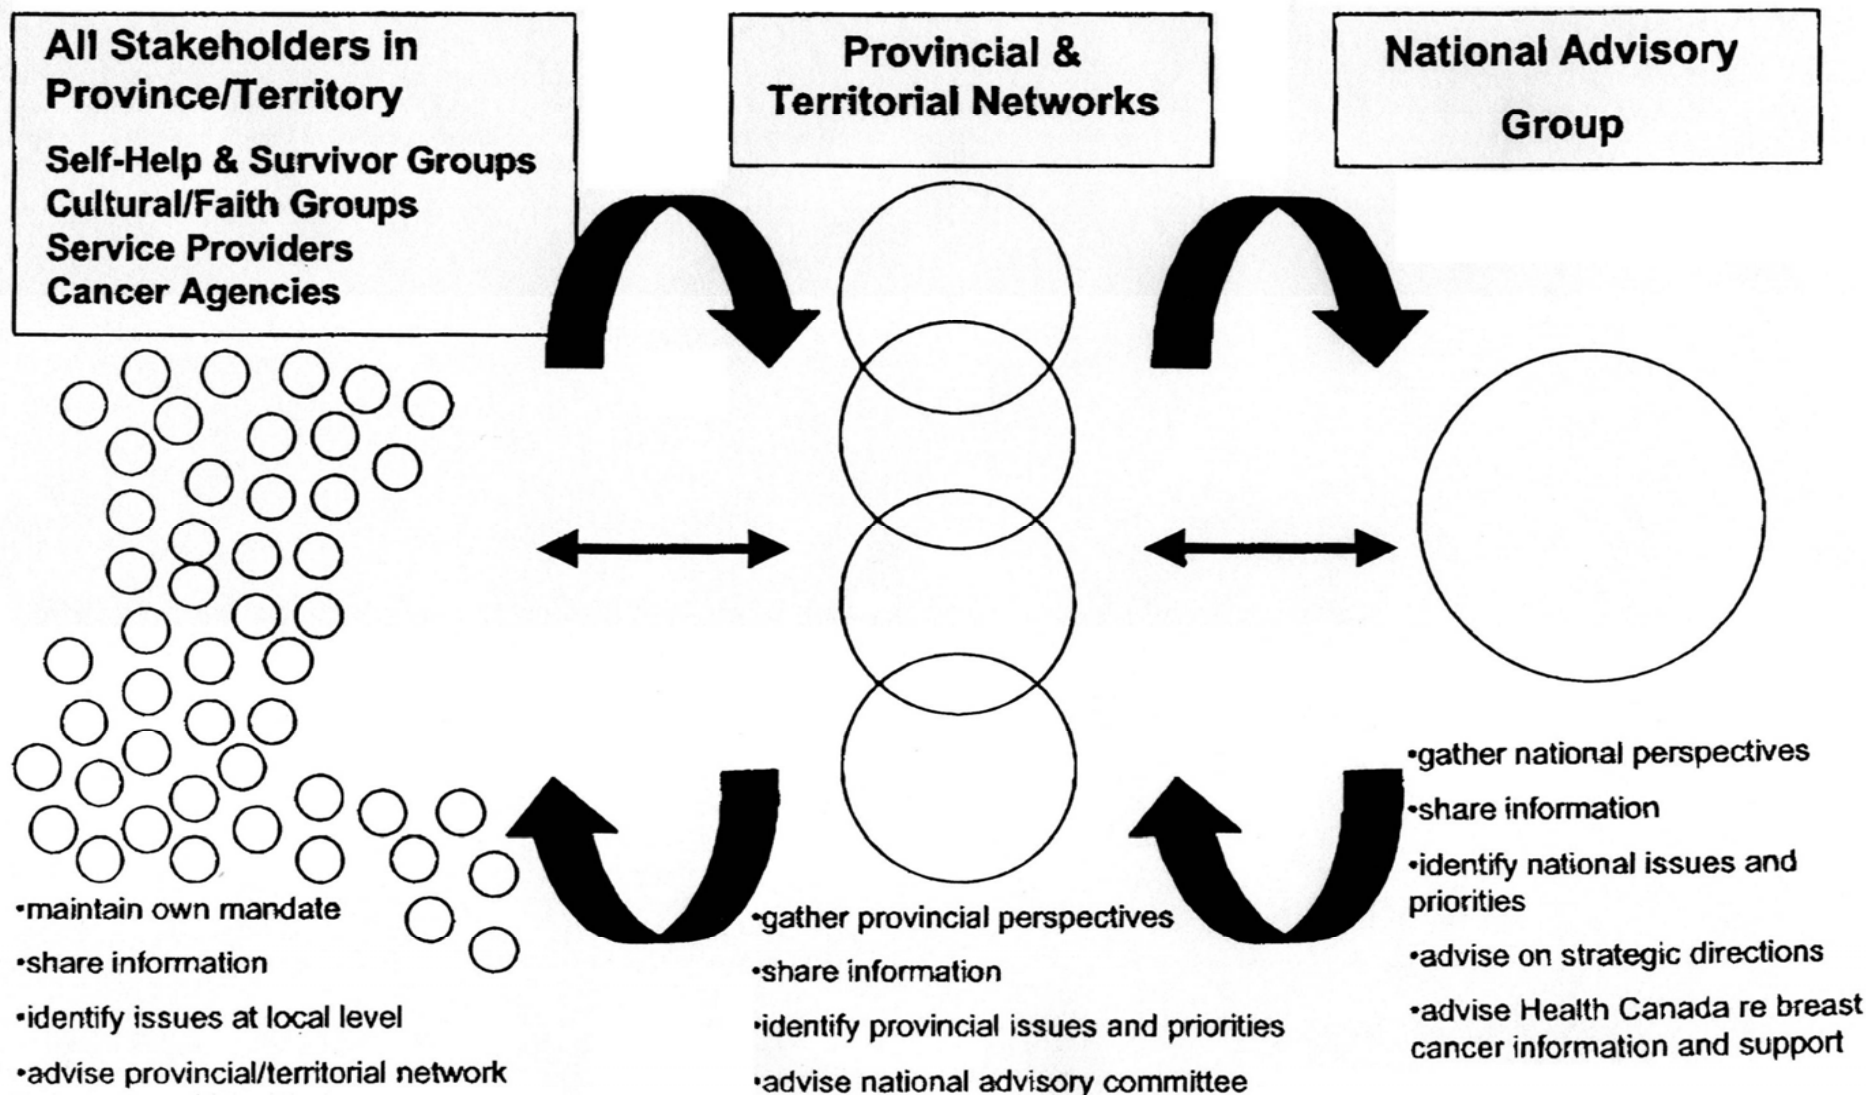 All Stakeholders in
Province/Territory
Self-Help & Survivor Groups
Cultural/Faith Groups
Service Providers
Cancer Agencies
Provincial &
Territorial Networks
National Advisory
Group
•maintain own mandate
•share information
•identify issues at local level
•advise provincial/territorial network
•gather provincial perspectives
•share information
•identify provincial issues and priorities
•advise national advisory committee
•gather national perspectives
•share information
•identify national issues and
priorities
•advise on strategic directions
•advise Health Canada re breast
cancer information and support